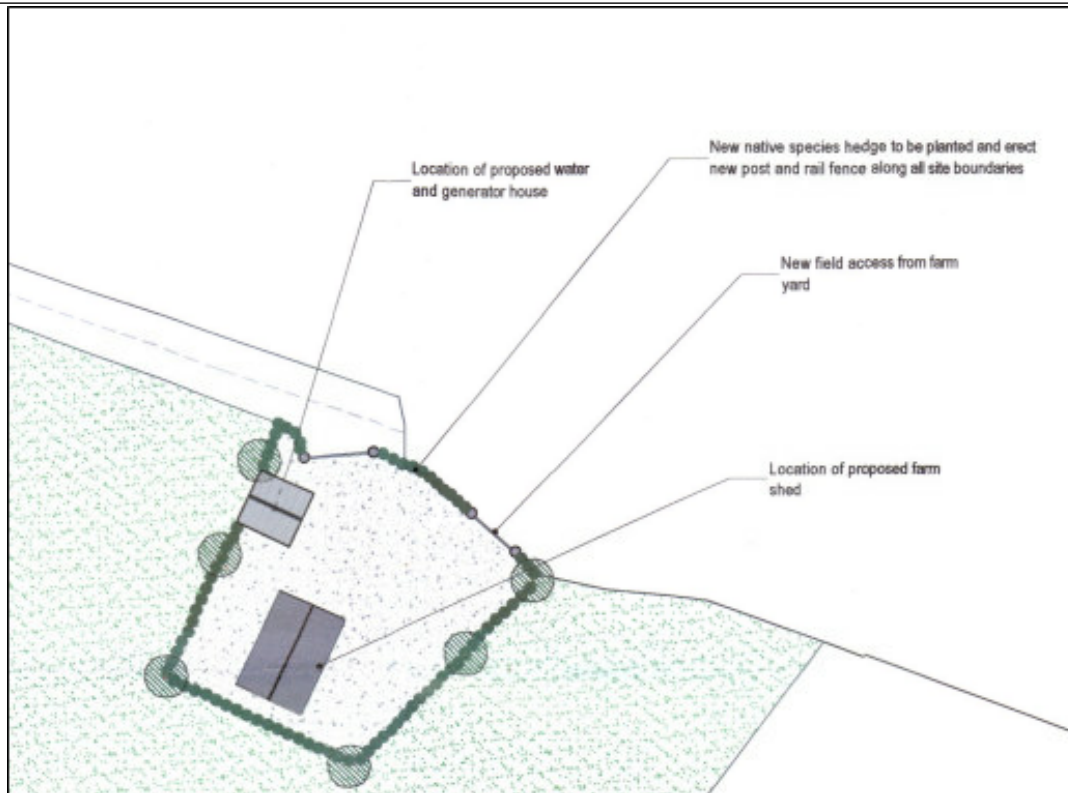 New native species hedge to be planted and erect
new post and rail fence along all site boundaries
Location of proposed water
and generator house
New field access from farm
yard
Location of proposed farm
shed